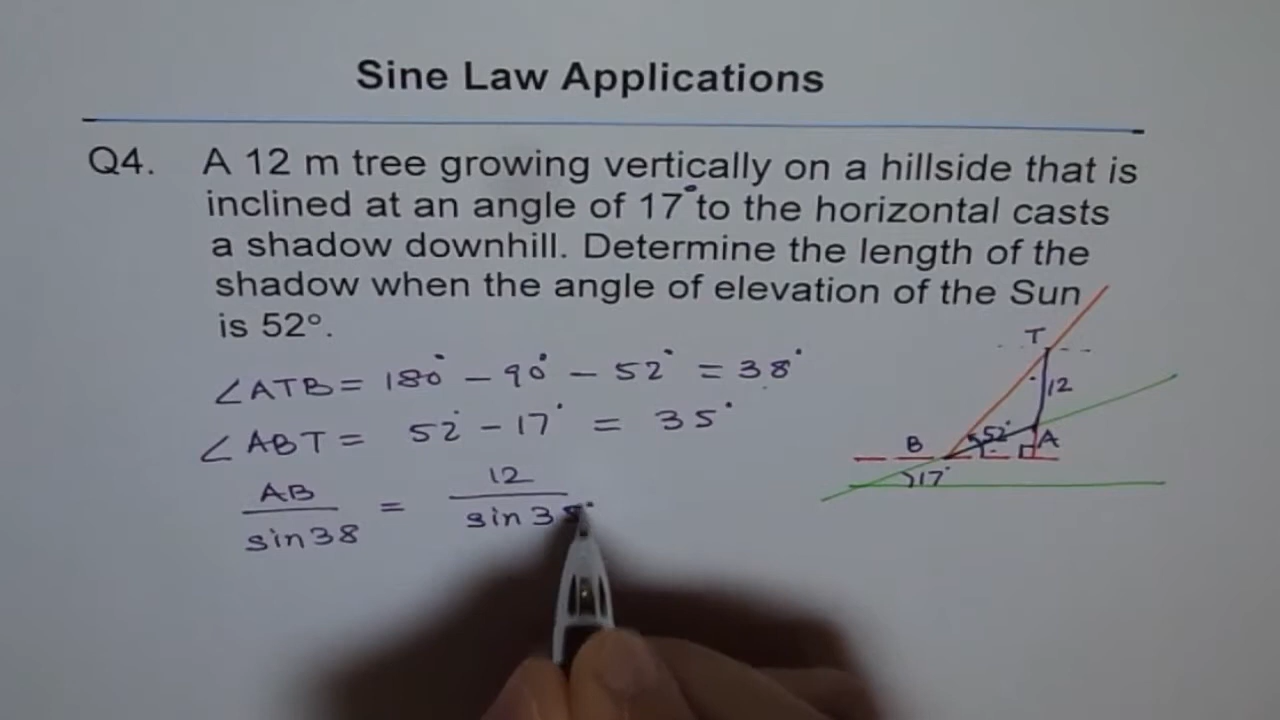 Sine Law Applications
Q4. A 12 m tree growing vertically on a hillside that is
inclined at an angle of 17° to the horizontal casts
a shadow downhill. Determine the length of the
shadow when the angle of elevation of the Sun
is 52°.
∠ATB = 180° - 90° - 52° = 38°
∠ABT = 52° - 17° = 35°
AB / sin38 = 12 / sin35°
T
12
B 52° A
17°